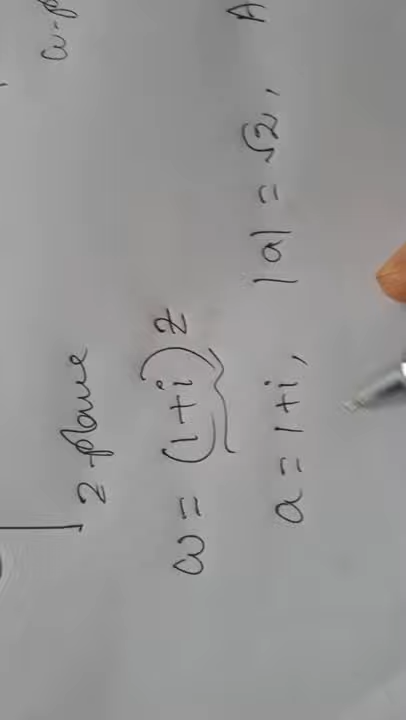 z-plane
w = (1+i)z
a = 1+i, |a| = √2, A